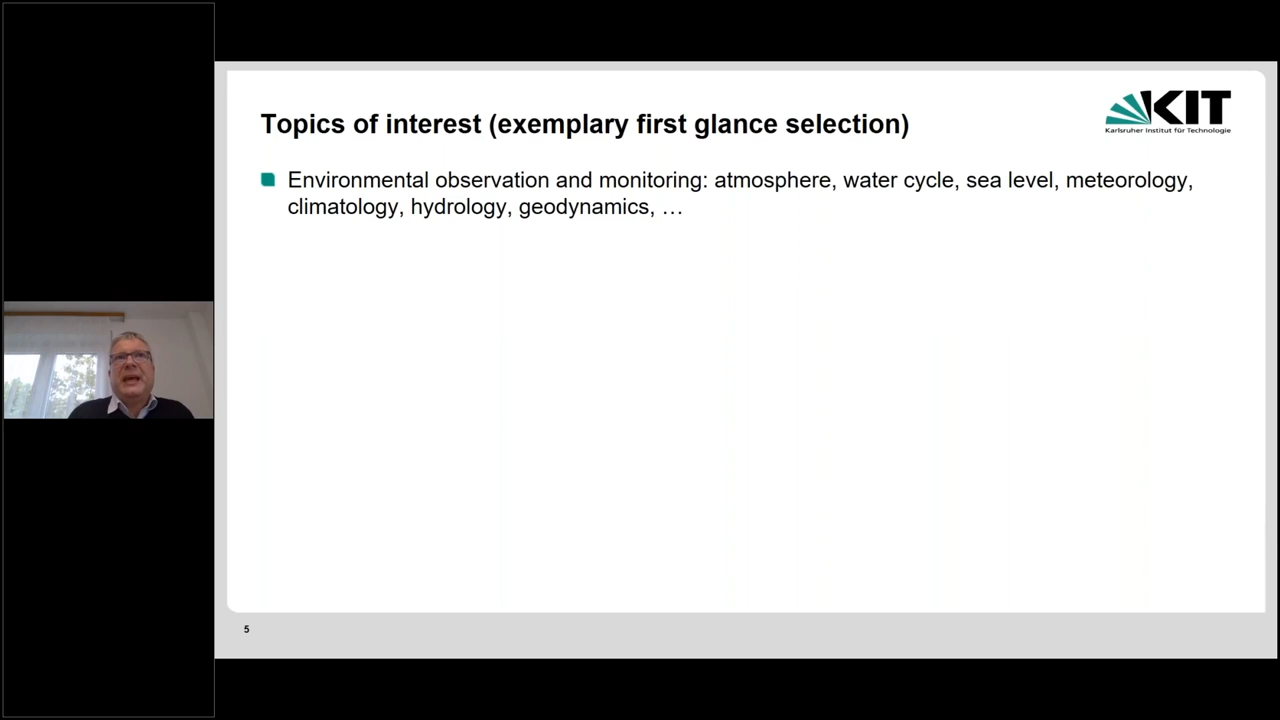 Topics of interest (exemplary first glance selection)
KIT
Karlsruher Institut für Technologie
Environmental observation and monitoring: atmosphere, water cycle, sea level, meteorology,
climatology, hydrology, geodynamics, …
5